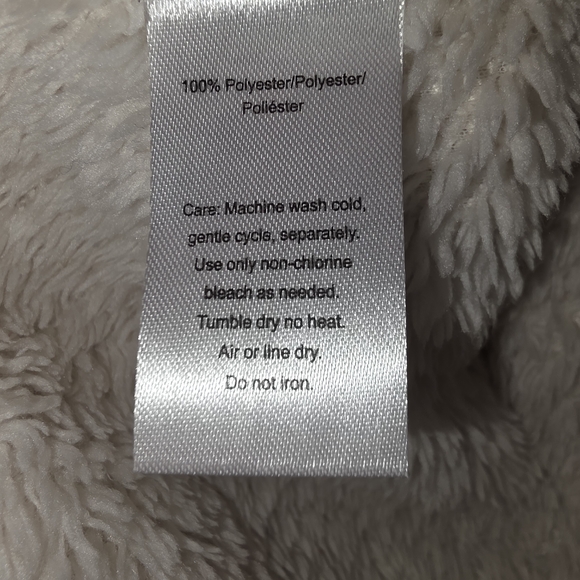 100% Polyester/Polyester/
Poliéster
Care: Machine wash cold,
gentle cycle, separately.
Use only non-chlorine
bleach as needed.
Tumble dry no heat.
Air or line dry.
Do not iron.